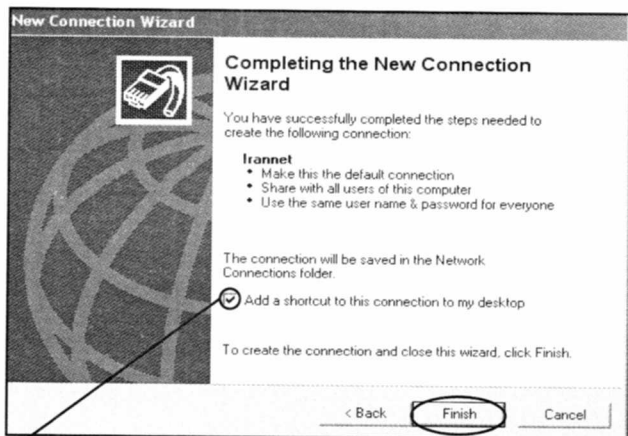 New Connection Wizard
Completing the New Connection
Wizard
You have successfully completed the steps needed to
create the following connection:
Irannet
• Make this the default connection
• Share with all users of this computer
• Use the same user name & password for everyone
The connection will be saved in the Network
Connections folder.
Add a shortcut to this connection to my desktop
To create the connection and close this wizard, click Finish.
< Back
Finish
Cancel